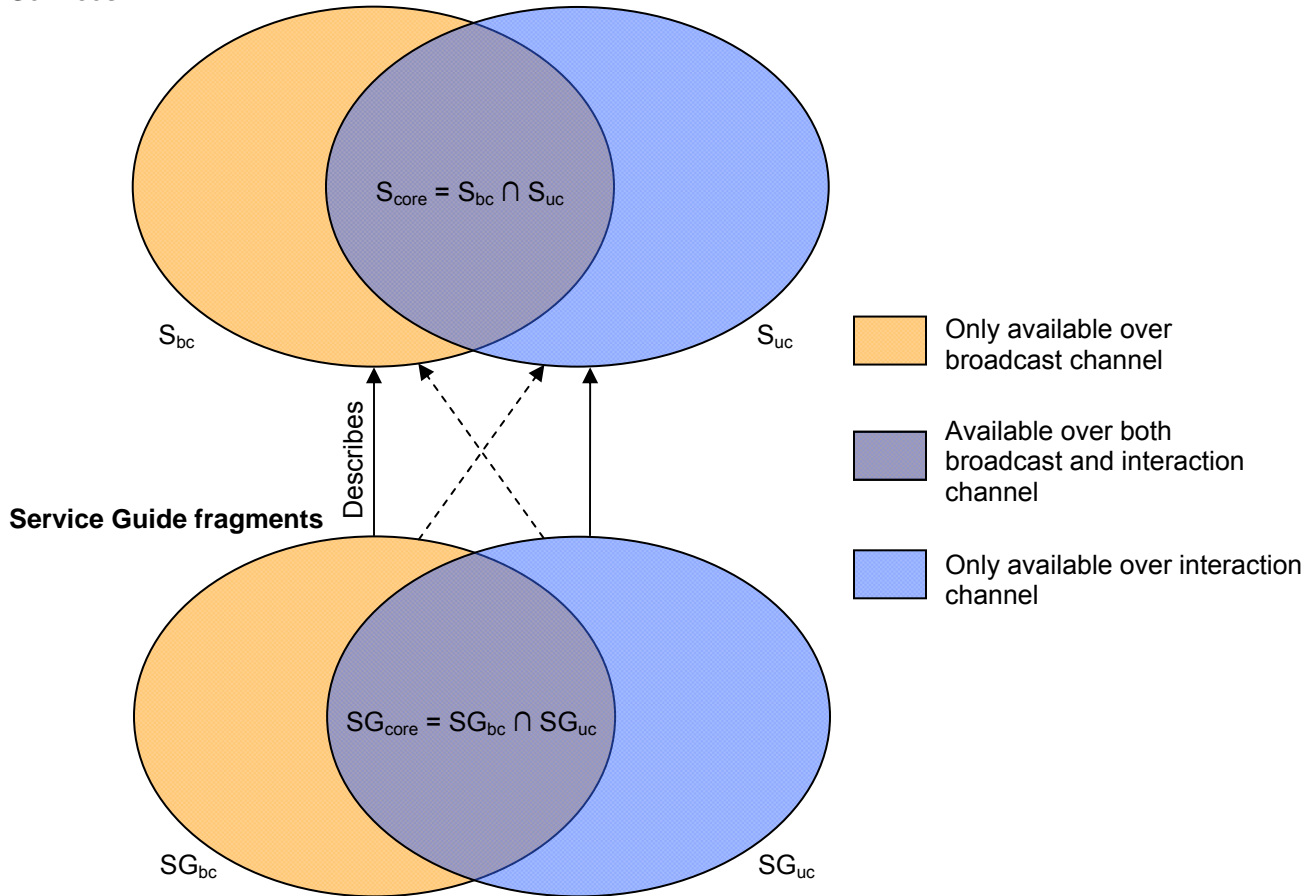 S_core = S_bc ∩ S_uc
S_bc
S_uc
Only available over
broadcast channel
Available over both
broadcast and interaction
channel
Only available over interaction
channel
Describes
Service Guide fragments
SG_core = SG_bc ∩ SG_uc
SG_bc
SG_uc